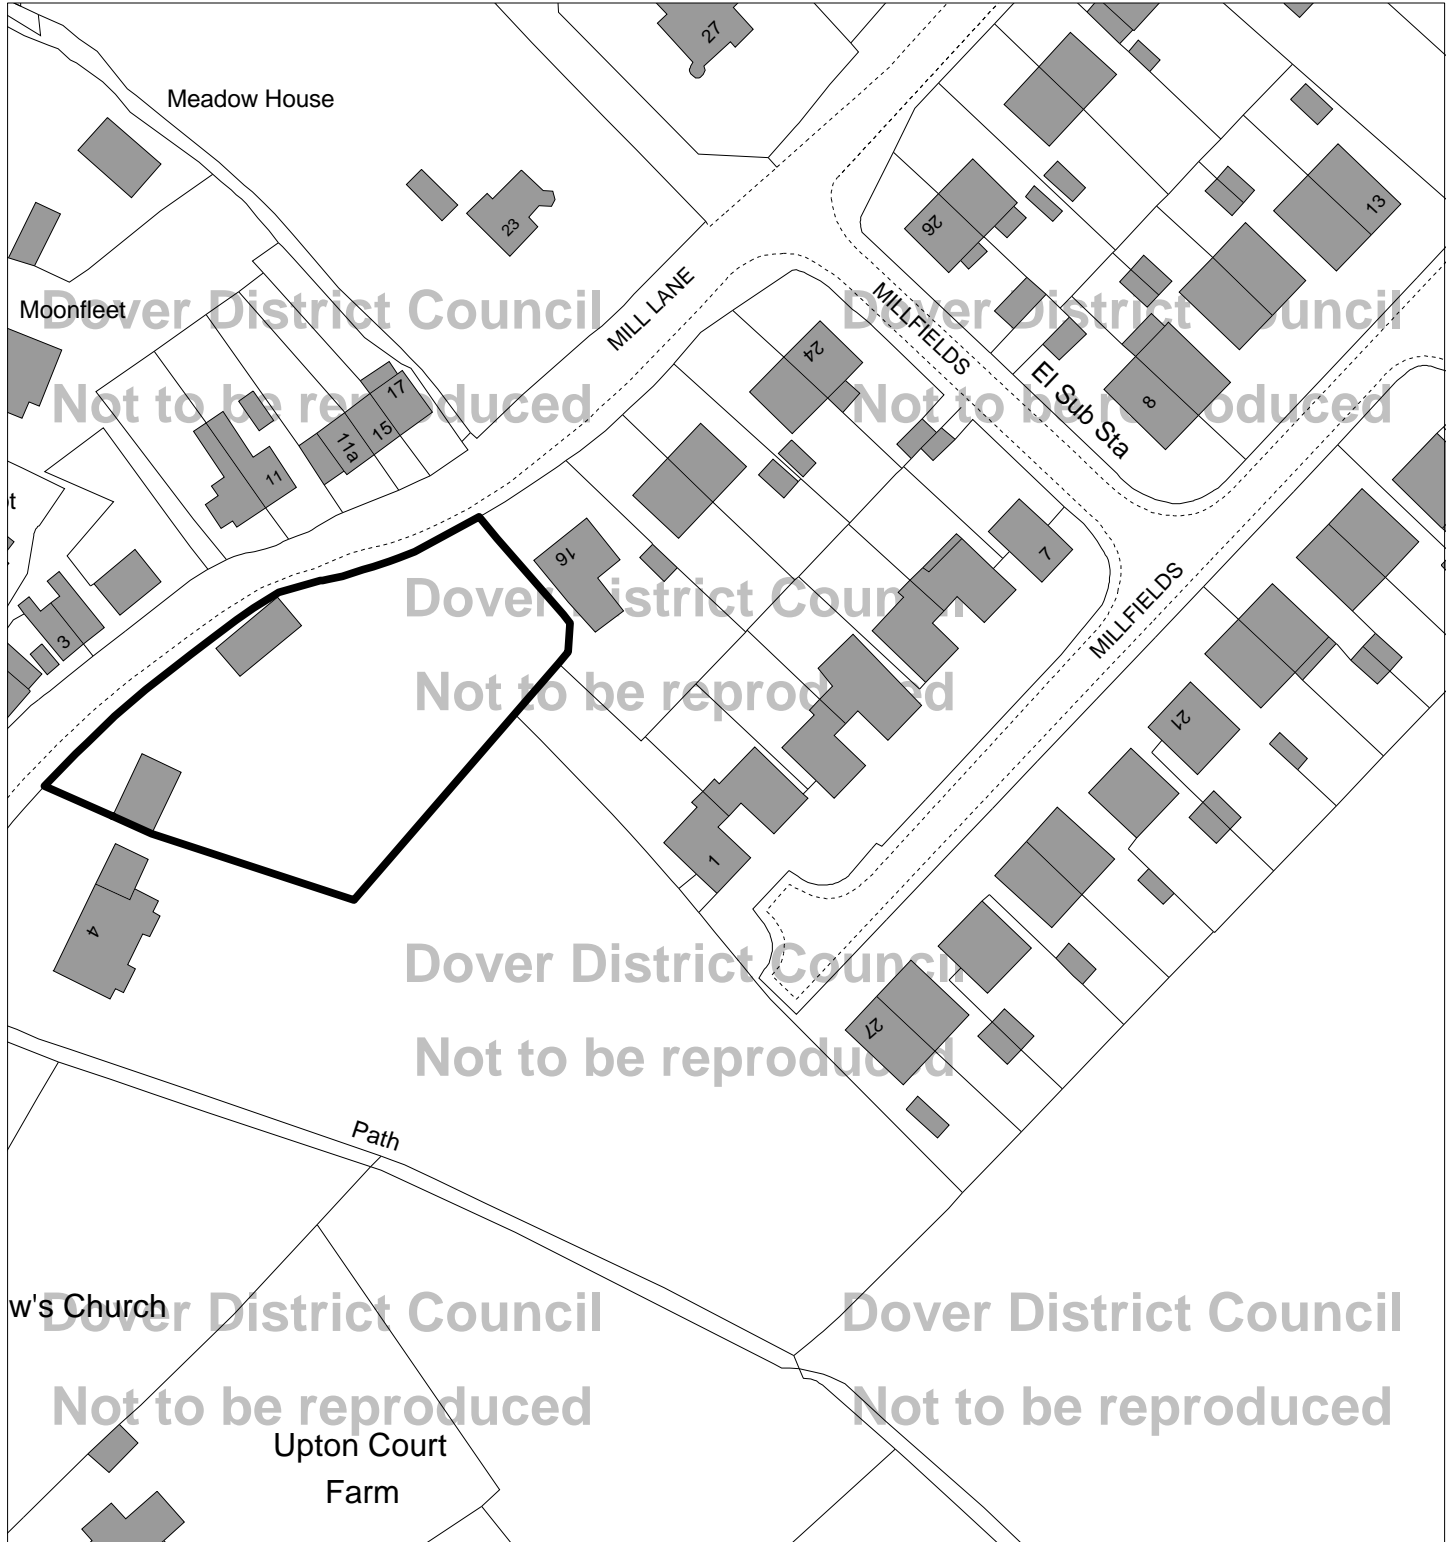 27
Meadow House
23
13
26
Moonfleet
Dover District Council
MILL LANE
MILLFIELDS
Dover District Council
24
El Sub Sta
Not to be reproduced
17
15
11a
11
8
Not to be reproduced
16
7
3
Dover District Council
MILLFIELDS
Not to be reproduced
21
1
4
Dover District Council
27
Not to be reproduced
Path
w's Church
Dover District Council
Dover District Council
Not to be reproduced
Not to be reproduced
Upton Court
Farm